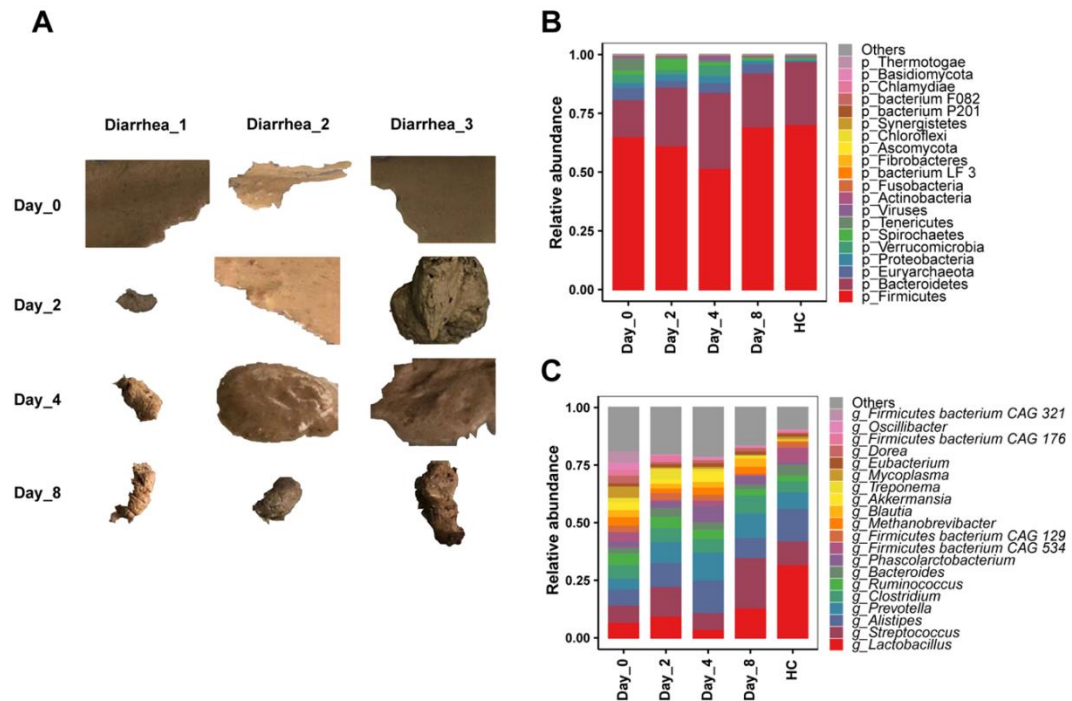 A
Diarrhea_1 Diarrhea_2 Diarrhea_3
Day_0
Day_2
Day_4
Day_8
B
Relative abundance
1.00
0.75
0.50
0.25
0.00
Day_0 Day_2 Day_4 Day_8 HC
Others
p_Thermotogae
p_Basidiomycota
p_Chlamydiae
p_bacterium F082
p_bacterium P201
p_Synergistetes
p_Chloroflexi
p_Ascomycota
p_Fibrobacteres
p_bacterium LF 3
p_Fusobacteria
p_Actinobacteria
p_Viruses
p_Tenericutes
p_Spirochaetes
p_Verrucomicrobia
p_Proteobacteria
p_Euryarchaeota
p_Bacteroidetes
p_Firmicutes
C
Relative abundance
1.00
0.75
0.50
0.25
0.00
Day_0 Day_2 Day_4 Day_8 HC
Others
g_Firmicutes bacterium CAG 321
g_Oscillibacter
g_Firmicutes bacterium CAG 176
g_Dorea
g_Eubacterium
g_Mycoplasma
g_Treponema
g_Akkermansia
g_Blautia
g_Methanobrevibacter
g_Firmicutes bacterium CAG 129
g_Firmicutes bacterium CAG 534
g_Phascolarctobacterium
g_Bacteroides
g_Ruminococcus
g_Clostridium
g_Prevotella
g_Alistipes
g_Streptococcus
g_Lactobacillus